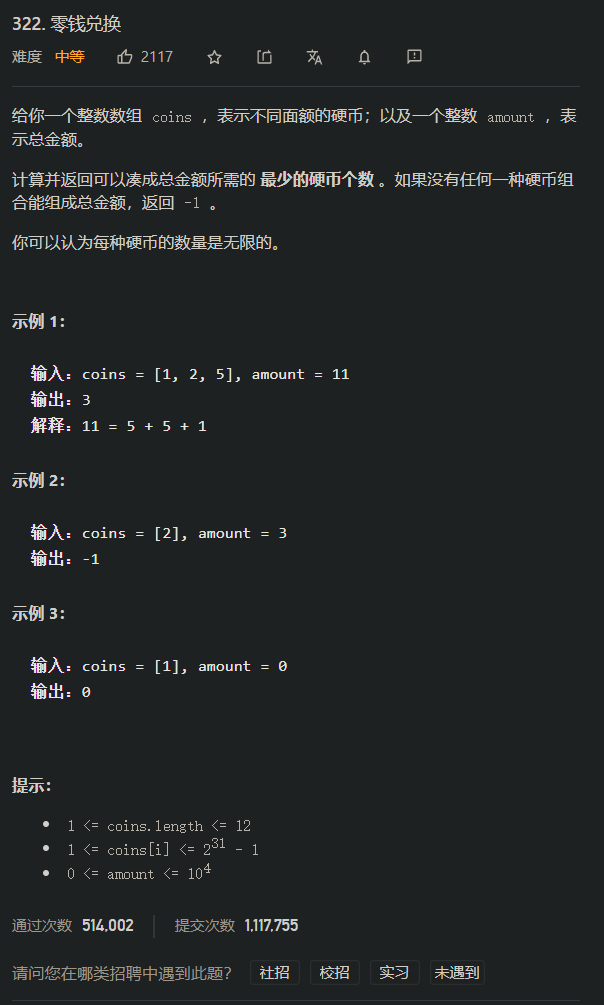 322. 零钱兑换
难度 中等 2117
给你一个整数数组 coins ，表示不同面额的硬币；以及一个整数 amount ，表
示总金额。
计算并返回可以凑成总金额所需的 最少的硬币个数 。如果没有任何一种硬币组
合能组成总金额，返回 -1 。
你可以认为每种硬币的数量是无限的。
示例 1：
输入：coins = [1, 2, 5], amount = 11
输出：3
解释：11 = 5 + 5 + 1
示例 2：
输入：coins = [2], amount = 3
输出：-1
示例 3：
输入：coins = [1], amount = 0
输出：0
提示：
1 <= coins.length <= 12
1 <= coins[i] <= 2³¹ - 1
0 <= amount <= 10⁴
通过次数 514,002 提交次数 1,117,755
请问您在哪类招聘中遇到此题？ 社招 校招 实习 未遇到